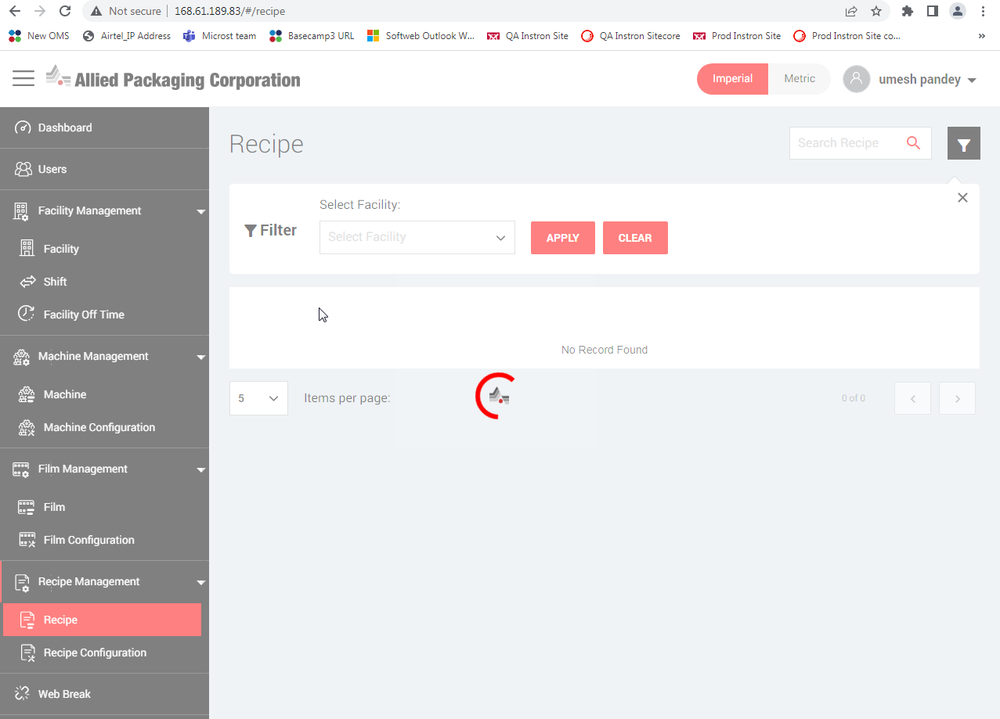 Not secure 168.61.189.83/#/recipe
New OMS Airtel_IP Address Microst team Basecamp3 URL Softweb Outlook W... QA Instron Site QA Instron Sitecore Prod Instron Site Prod Instron Site co... »
Allied Packaging Corporation Imperial Metric umesh pandey
Dashboard
Users
Facility Management
Facility
Shift
Facility Off Time
Machine Management
Machine
Machine Configuration
Film Management
Film
Film Configuration
Recipe Management
Recipe
Recipe Configuration
Web Break
Recipe Search Recipe
Select Facility:
Filter Select Facility APPLY CLEAR
No Record Found
5 Items per page: 0 of 0